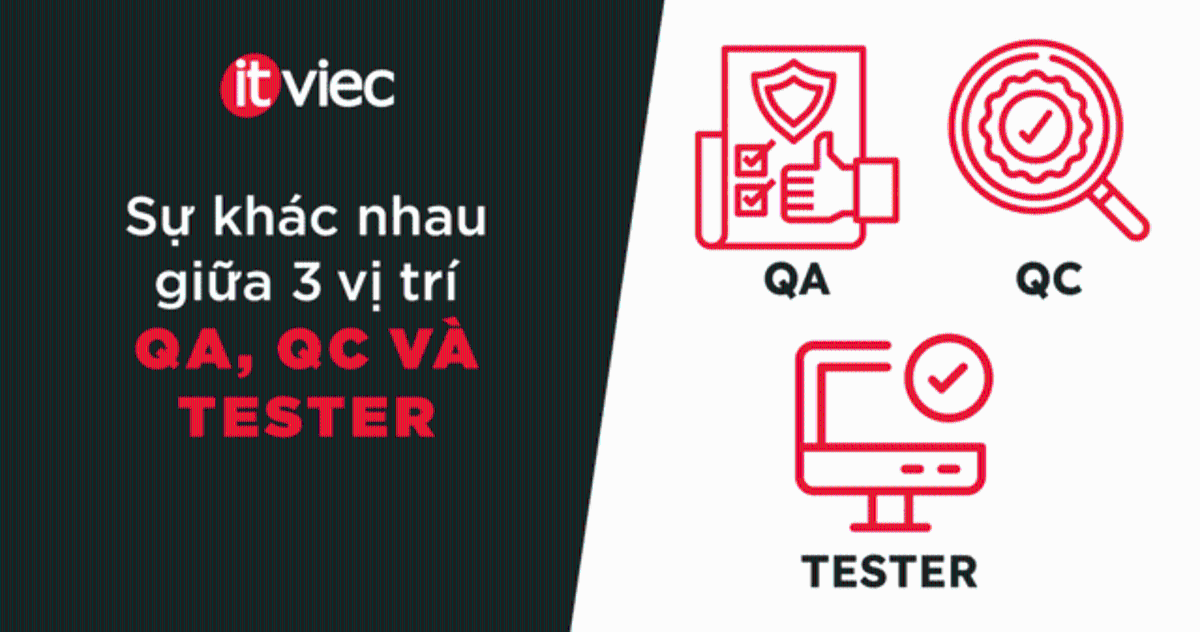 itviec
Sự khác nhau
giữa 3 vị trí
QA, QC VÀ
TESTER
QA
QC
TESTER